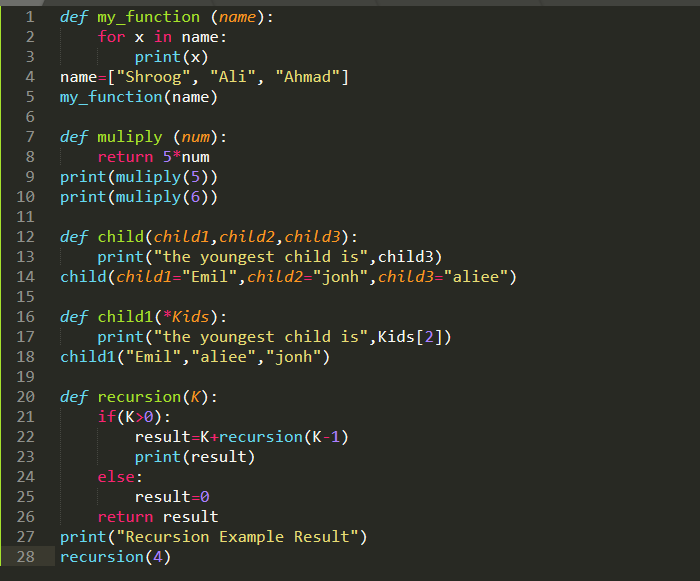 1 def my_function (name):
2     for x in name:
3         print(x)
4 name=["Shroog", "Ali", "Ahmad"]
5 my_function(name)
6
7 def muliply (num):
8     return 5*num
9 print(muliply(5))
10 print(muliply(6))
11
12 def child(child1,child2,child3):
13     print("the youngest child is",child3)
14 child(child1="Emil",child2="jonh",child3="aliee")
15
16 def child1(*Kids):
17     print("the youngest child is",Kids[2])
18 child1("Emil","aliee","jonh")
19
20 def recursion(K):
21     if(K>0):
22         result=K+recursion(K-1)
23         print(result)
24     else:
25         result=0
26     return result
27 print("Recursion Example Result")
28 recursion(4)